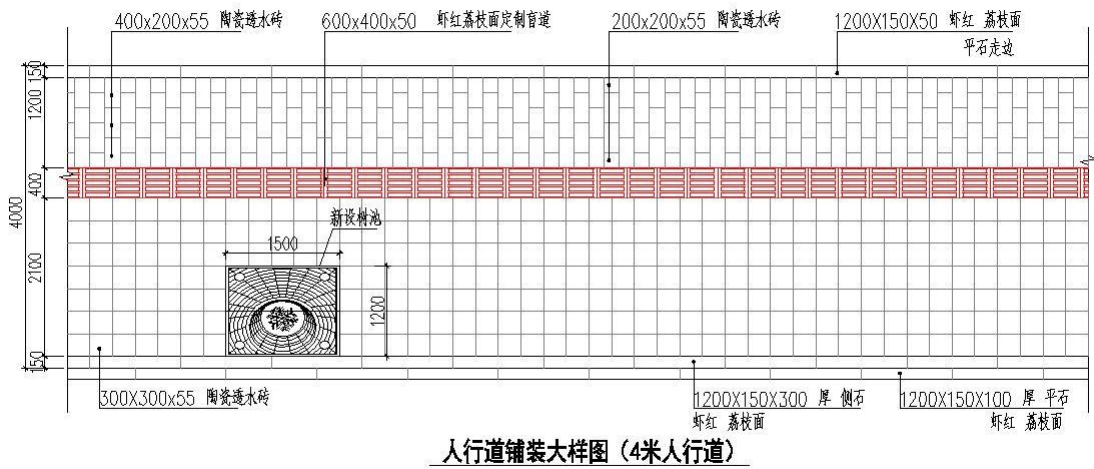 400x200x55 陶瓷透水砖
600x400x50 虾红荔枝面定制盲道
200x200x55 陶瓷透水砖
1200X150X50 虾红 荔枝面
平石走边
150
1200
400
4000
2100
150
新设树池
1500
1200
300X300x55 陶瓷透水砖
1200X150X300 厚 侧石
虾红 荔枝面
1200X150X100 厚 平石
虾红 荔枝面
人行道铺装大样图（4米人行道）